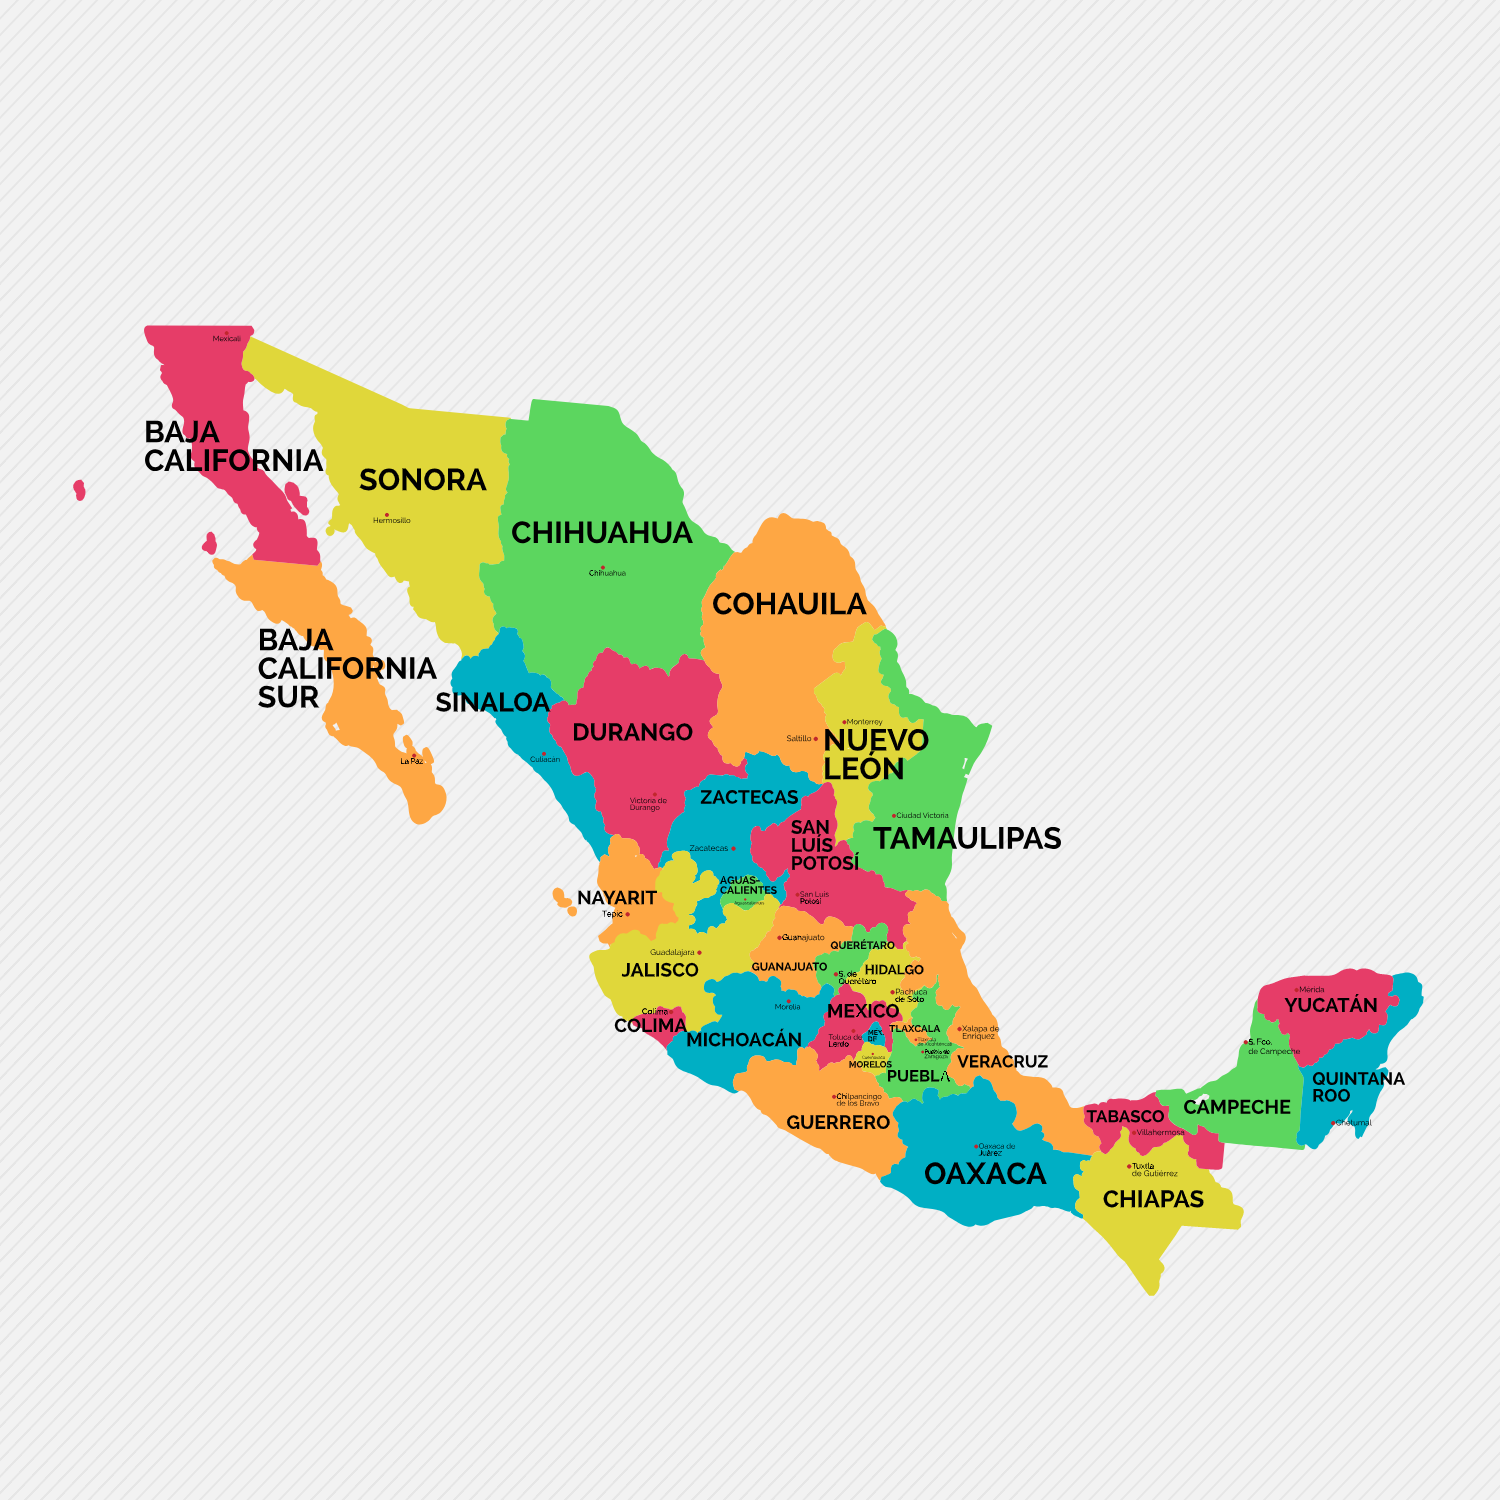 Mexicali
BAJA
CALIFORNIA
SONORA
Hermosillo
CHIHUAHUA
Chihuahua
COHAUILA
BAJA
CALIFORNIA
SUR
La Paz
SINALOA
Culiacán
DURANGO
Victoria de
Durango
Monterrey
Saltillo
NUEVO
LEÓN
ZACTECAS
Zacatecas
SAN
LUÍS
POTOSÍ
San Luis
Potosí
Ciudad Victoria
TAMAULIPAS
AGUAS-
CALIENTES
Aguascalientes
NAYARIT
Tepic
Guadalajara
JALISCO
Guanajuato
GUANAJUATO
QUERÉTARO
S. de
Querétaro
HIDALGO
Pachuca
de Soto
Colima
COLIMA
Morelia
MICHOACÁN
MEXICO
Toluca de
Lerdo
MEX.
DF
TLAXCALA
Tlaxcala
de Xicohténcatl
Puebla de
Zaragoza
PUEBLA
Cuernavaca
MORELOS
Xalapa de
Enríquez
VERACRUZ
Chilpancingo
de los Bravo
GUERRERO
Oaxaca de
Juárez
OAXACA
TABASCO
Villahermosa
Tuxtla
de Gutiérrez
CHIAPAS
Mérida
YUCATÁN
S. Fco.
de Campeche
CAMPECHE
QUINTANA
ROO
Chetumal